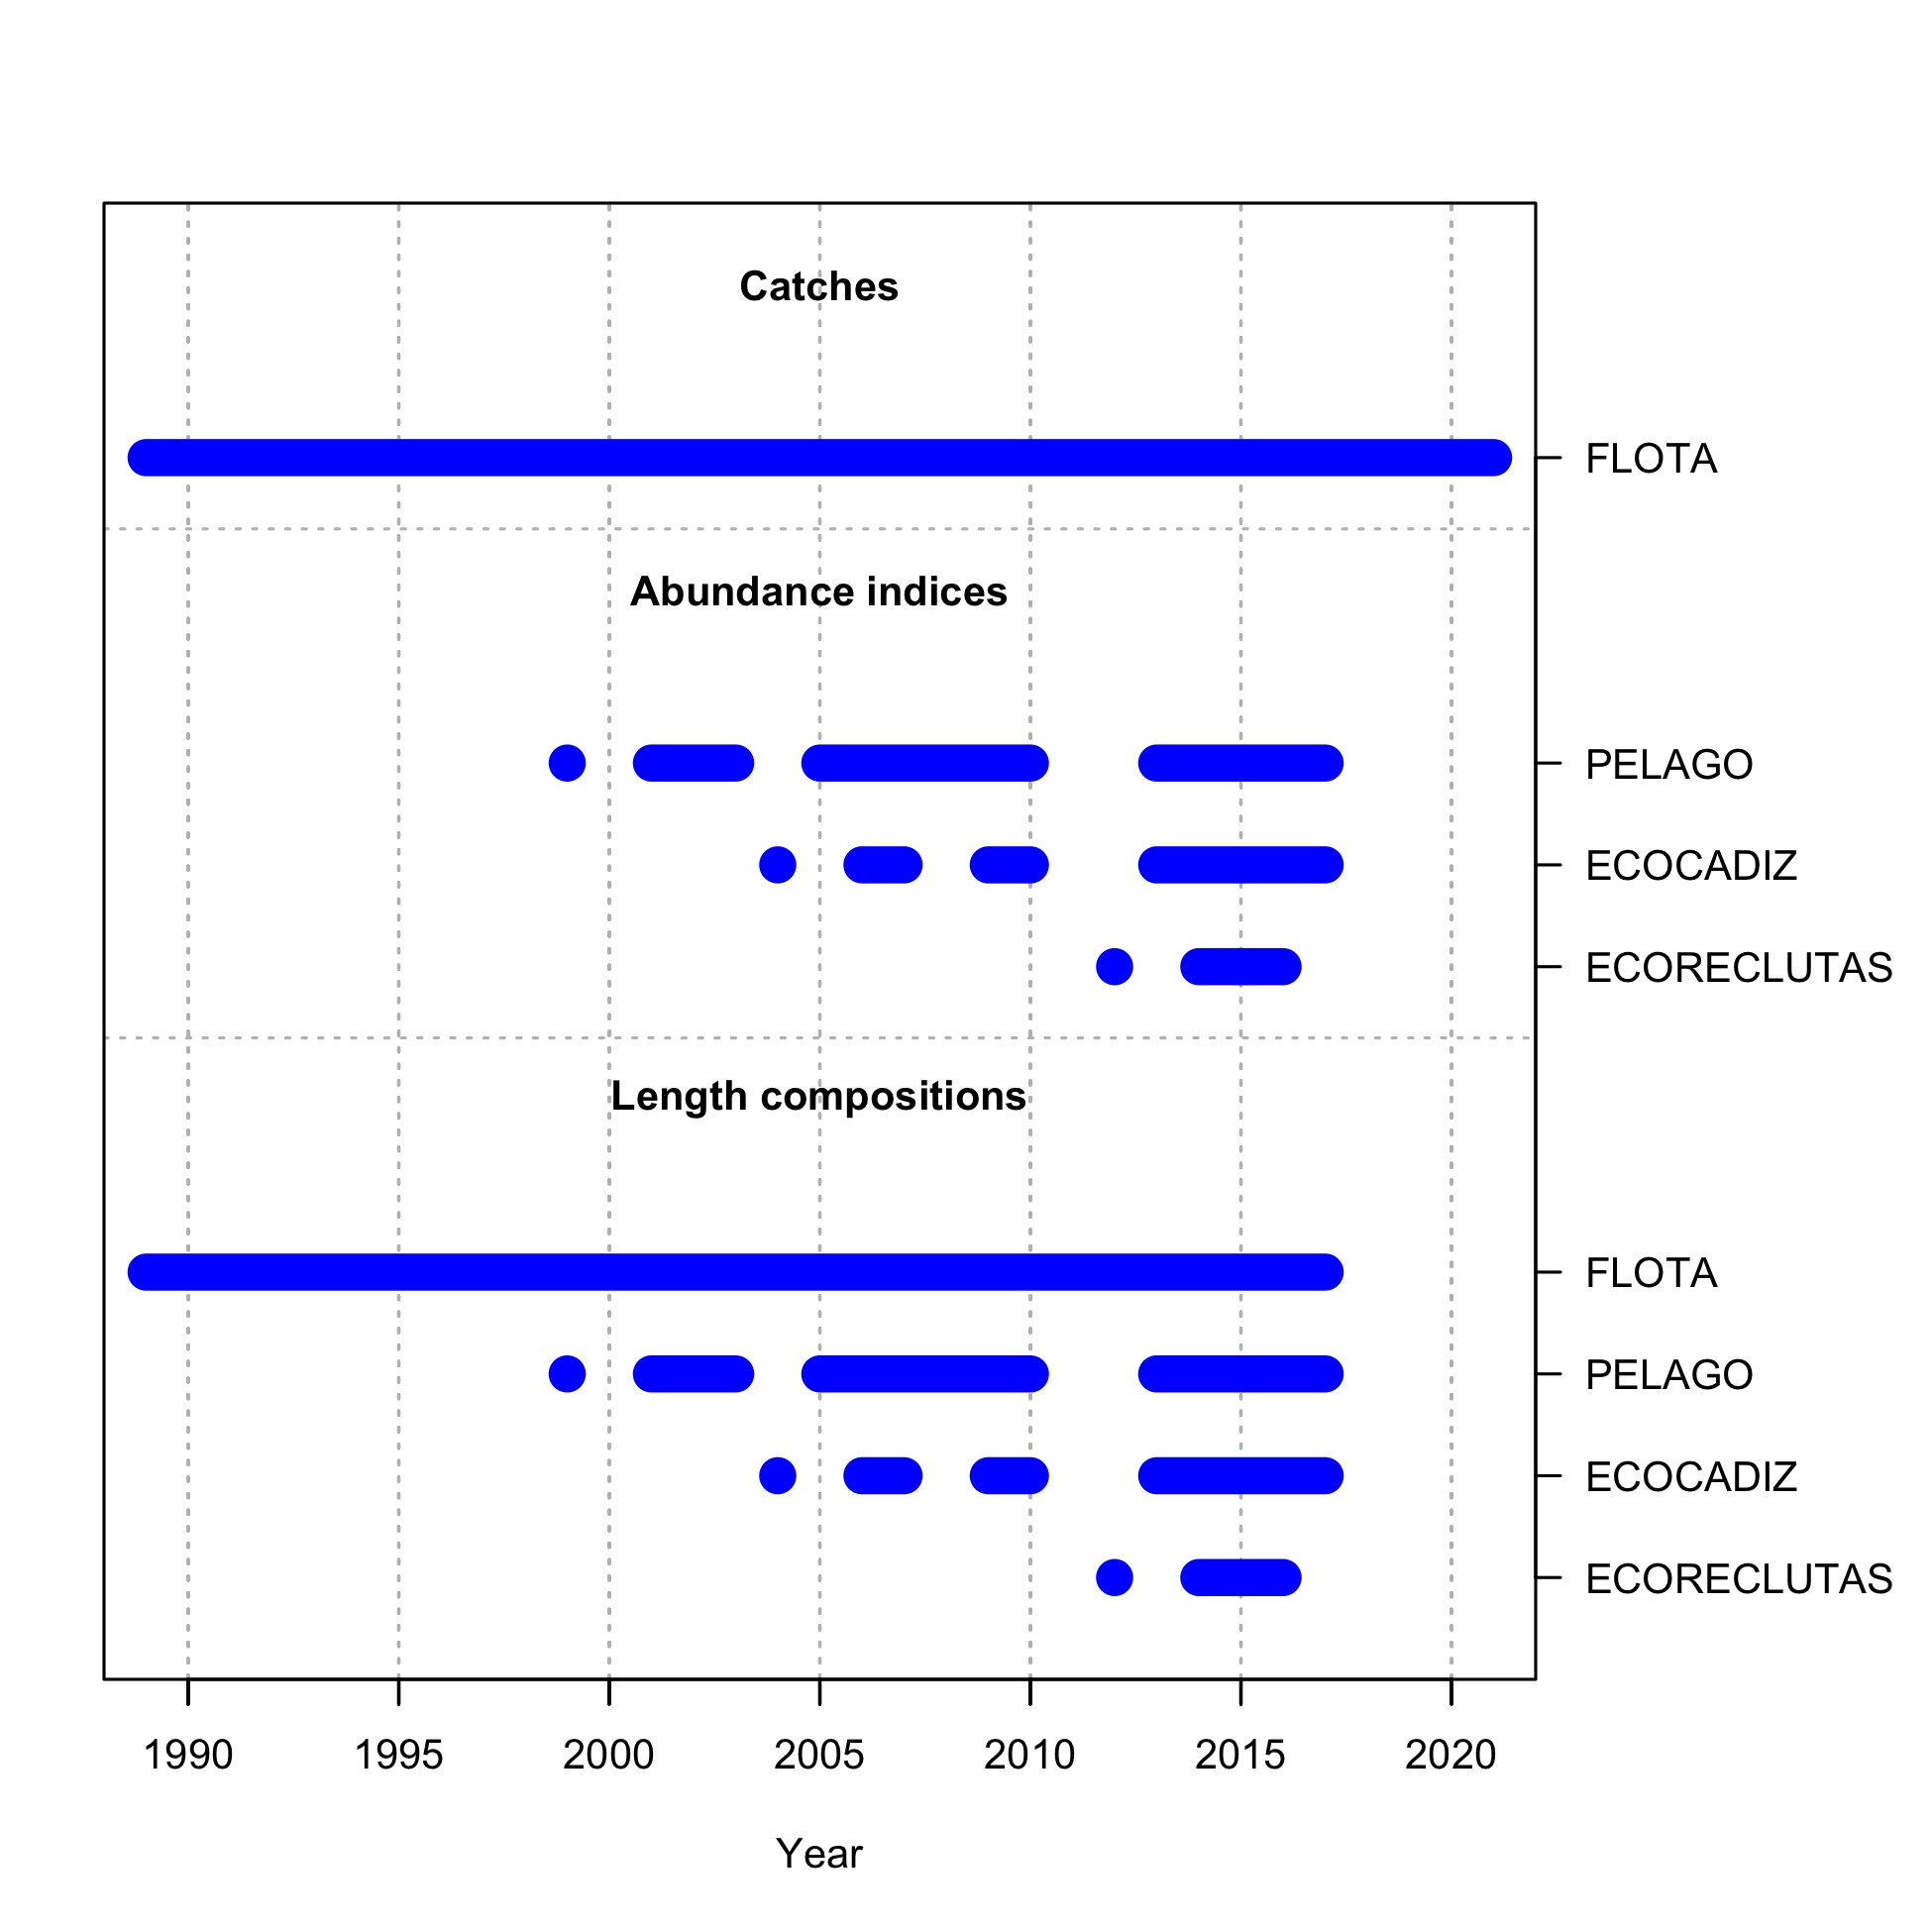 Catches
FLOTA
Abundance indices
PELAGO
ECOCADIZ
ECORECLUTAS
Length compositions
FLOTA
PELAGO
ECOCADIZ
ECORECLUTAS
1990 1995 2000 2005 2010 2015 2020
Year